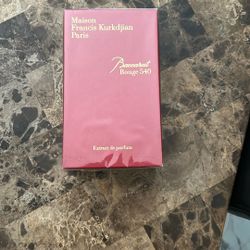 Maison
Francis Kurkdjian
Paris
Baccarat
Rouge 540
Extrait de parfum